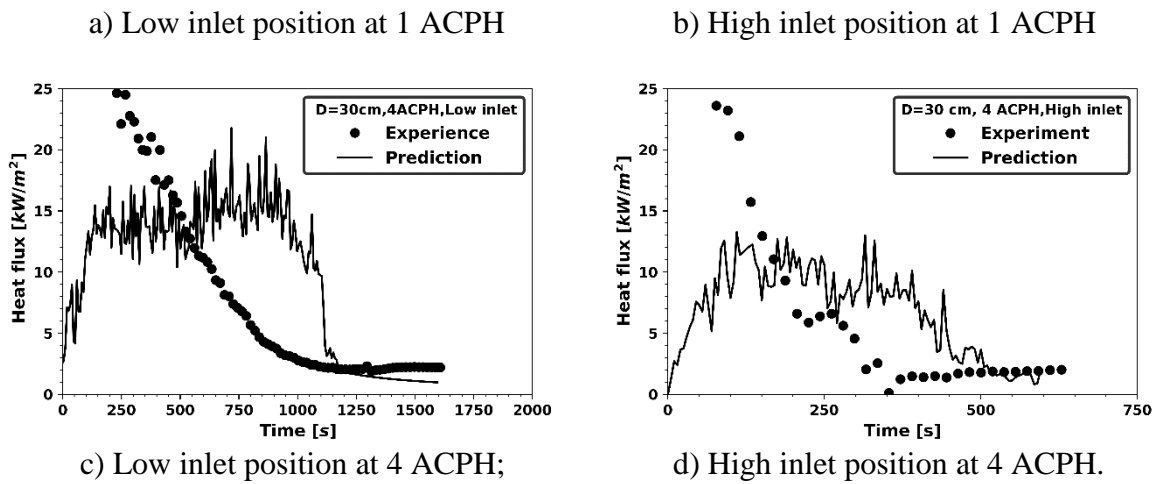 a) Low inlet position at 1 ACPH
b) High inlet position at 1 ACPH
25
20
15
10
5
0
Heat flux [kW/m²]
D=30cm,4ACPH,Low inlet
Experience
Prediction
0 250 500 750 1000 1250 1500 1750 2000
Time [s]
25
20
15
10
5
0
Heat flux [kW/m²]
D=30 cm, 4 ACPH,High inlet
Experiment
Prediction
0 250 500 750
Time [s]
c) Low inlet position at 4 ACPH;
d) High inlet position at 4 ACPH.